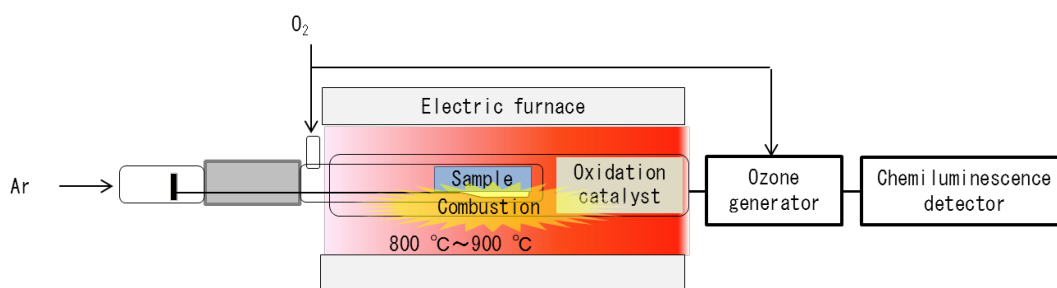 O₂
Electric furnace
Ar
Sample
Combustion
Oxidation
catalyst
800 ℃～900 ℃
Ozone
generator
Chemiluminescence
detector